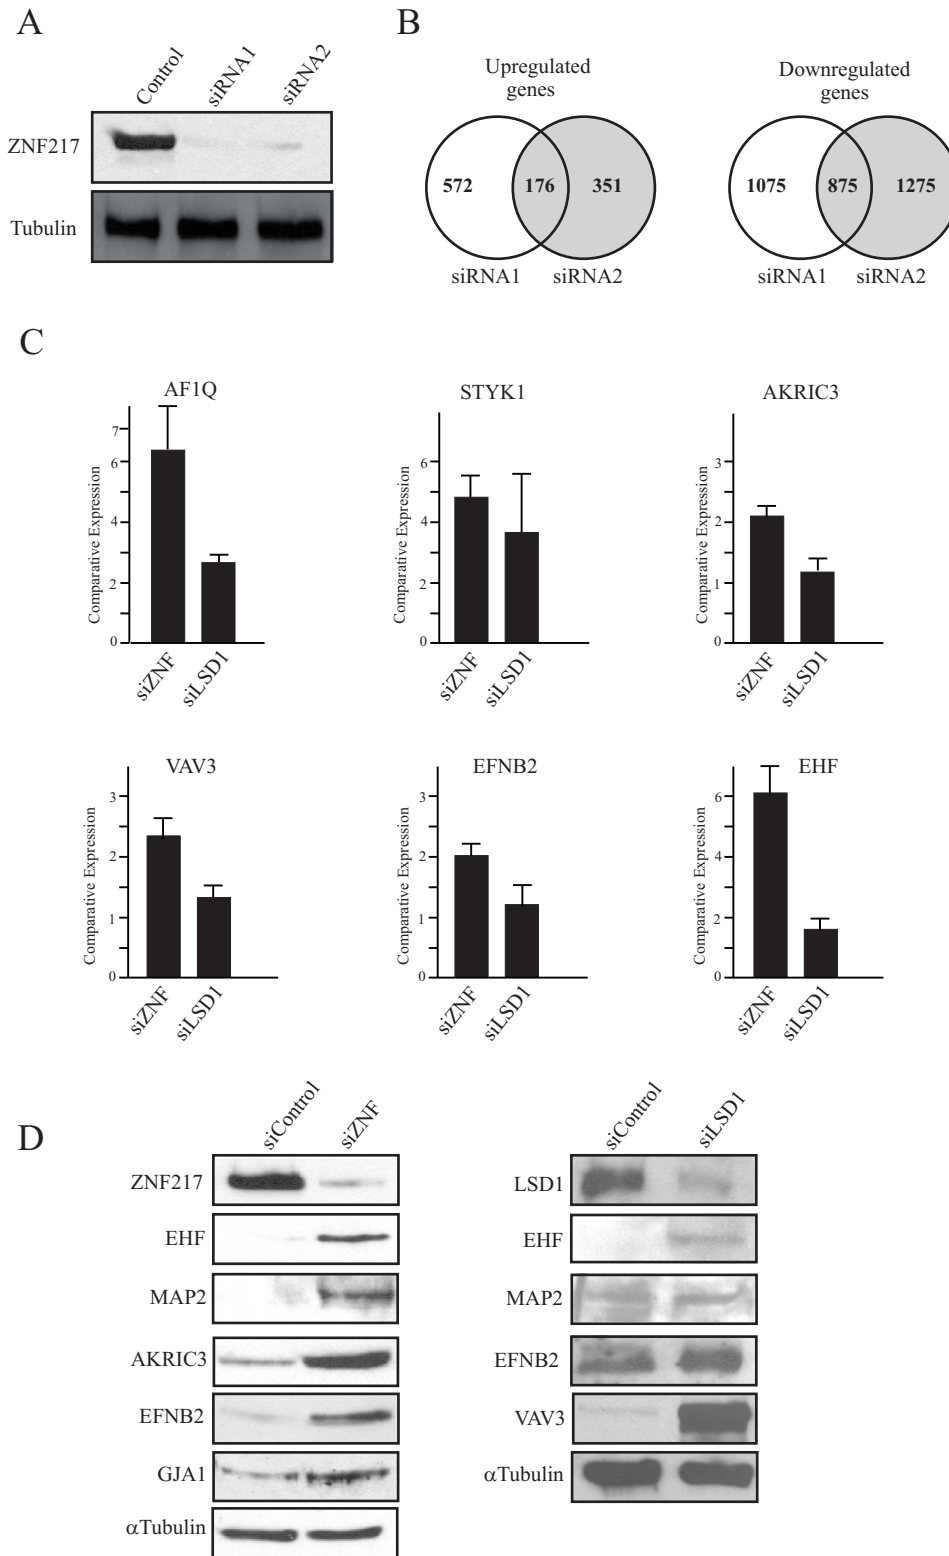 A
Control
siRNA1
siRNA2
ZNF217
Tubulin
B
Upregulated
genes
572
176
351
siRNA1
siRNA2
Downregulated
genes
1075
875
1275
siRNA1
siRNA2
C
AF1Q
Comparative Expression
7
6
4
2
0
siZNF
siLSD1
STYK1
Comparative Expression
6
4
2
0
siZNF
siLSD1
AKRIC3
Comparative Expression
3
2
1
0
siZNF
siLSD1
VAV3
Comparative Expression
3
2
1
0
siZNF
siLSD1
EFNB2
Comparative Expression
3
2
1
0
siZNF
siLSD1
EHF
Comparative Expression
6
4
2
0
siZNF
siLSD1
D
siControl
siZNF
ZNF217
EHF
MAP2
AKRIC3
EFNB2
GJA1
αTubulin
siControl
siLSD1
LSD1
EHF
MAP2
EFNB2
VAV3
αTubulin